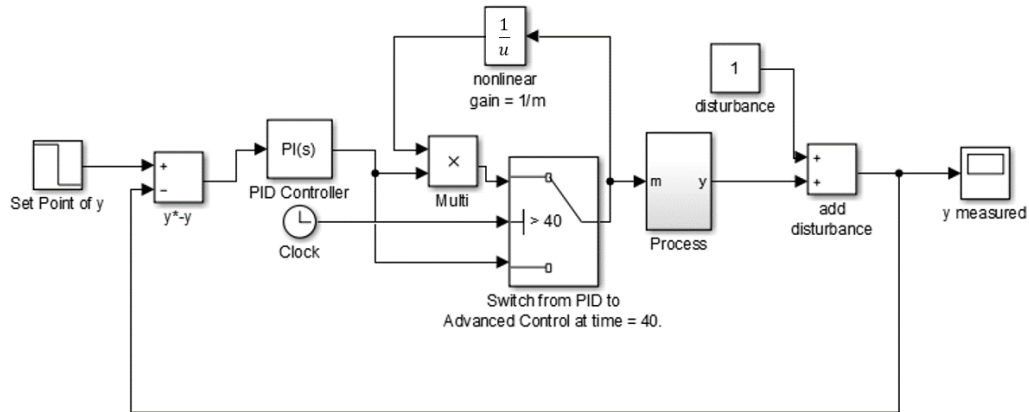 1
u
nonlinear
gain = 1/m
1
disturbance
Set Point of y
+
−
y*-y
PI(s)
PID Controller
×
Multi
Clock
> 40
Switch from PID to
Advanced Control at time = 40.
m y
Process
+
+
add
disturbance
y measured